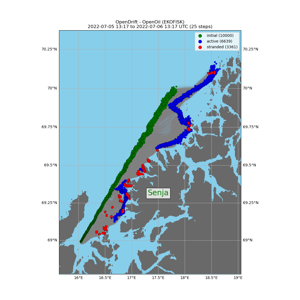 OpenDrift - OpenOil (EKOFISK)
2022-07-05 13:17 to 2022-07-06 13:17 UTC (25 steps)
initial (10000)
active (6639)
stranded (3361)
70.25°N 70.25°N
70°N 70°N
69.75°N 69.75°N
69.5°N 69.5°N
Senja
69.25°N 69.25°N
69°N 69°N
16°E 16.5°E 17°E 17.5°E 18°E 18.5°E 19°E